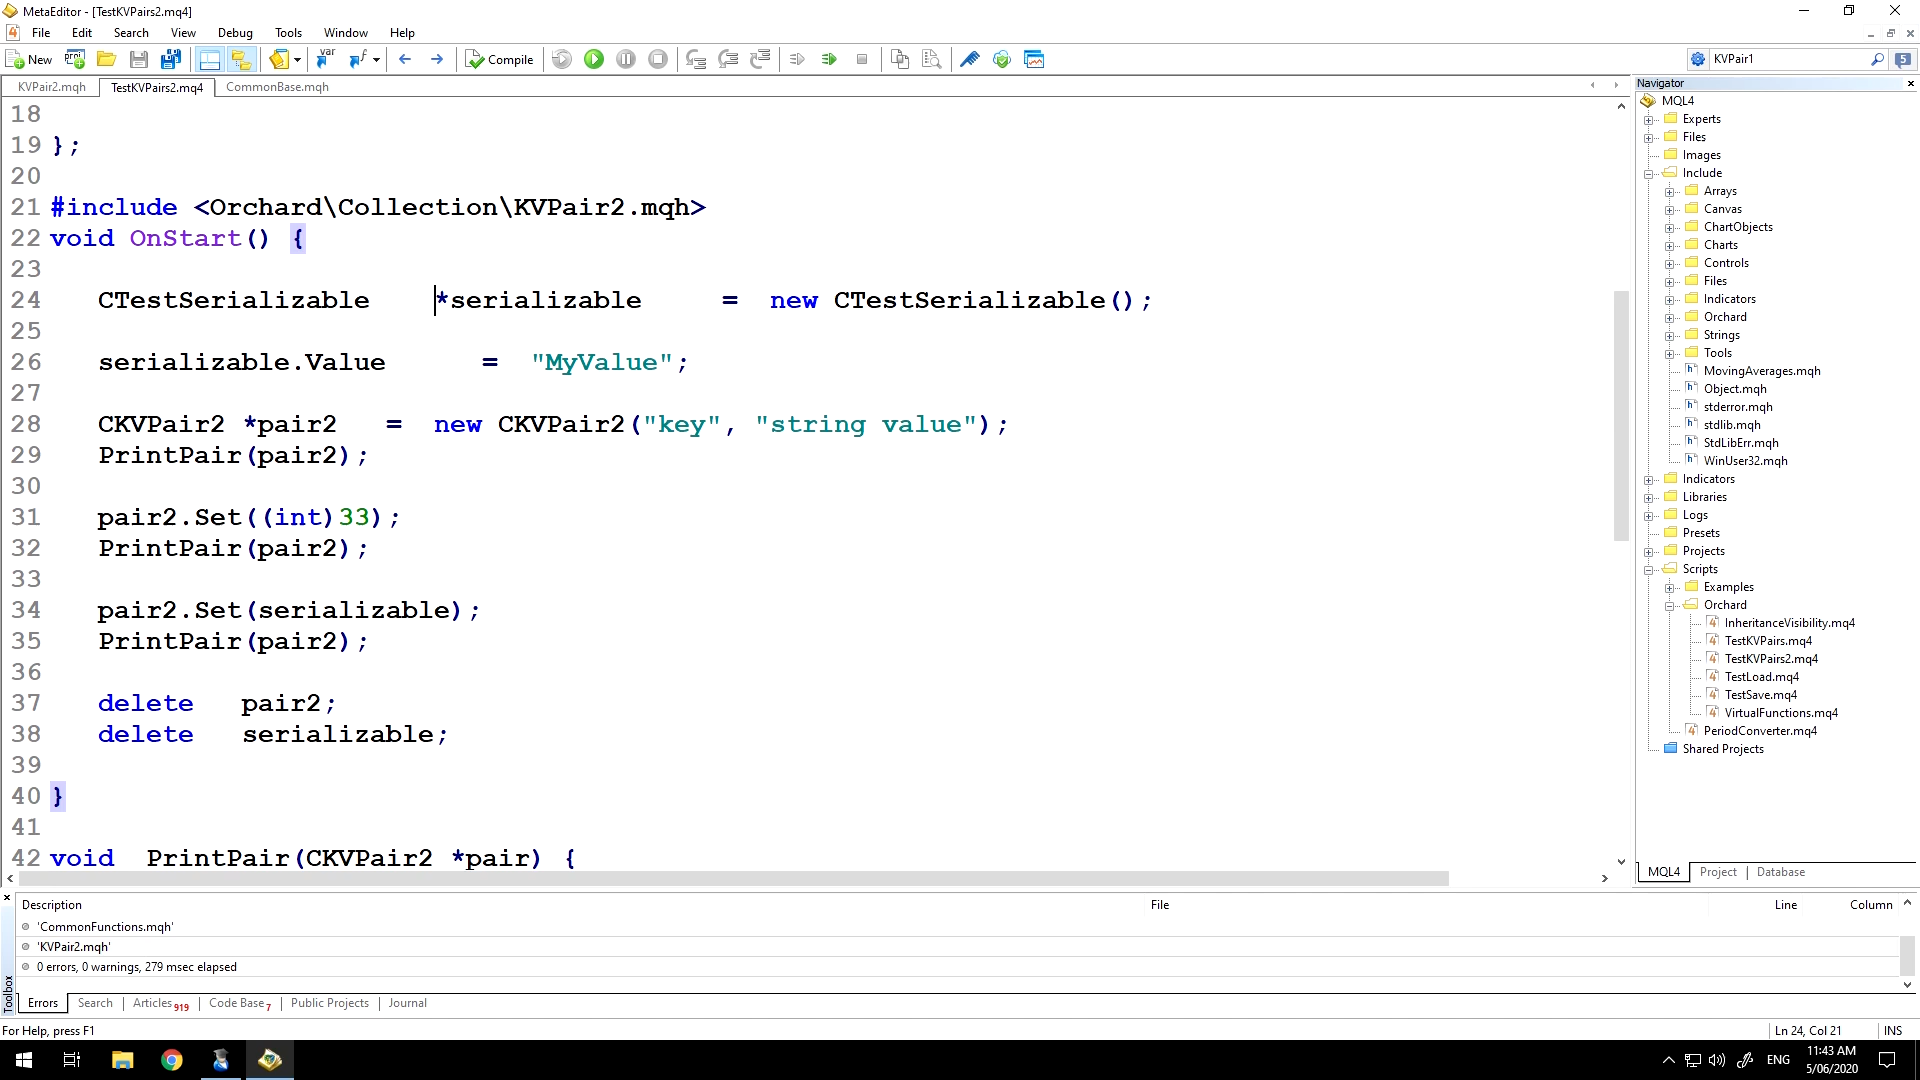 MetaEditor - [TestKVPairs2.mq4]
File Edit Search View Debug Tools Window Help
New Compile KVPair1 5
KVPair2.mqh TestKVPairs2.mq4 CommonBase.mqh
18
19 };
20
21 #include <Orchard\Collection\KVPair2.mqh>
22 void OnStart() {
23
24 CTestSerializable *serializable = new CTestSerializable();
25
26 serializable.Value = "MyValue";
27
28 CKVPair2 *pair2 = new CKVPair2("key", "string value");
29 PrintPair(pair2);
30
31 pair2.Set((int)33);
32 PrintPair(pair2);
33
34 pair2.Set(serializable);
35 PrintPair(pair2);
36
37 delete pair2;
38 delete serializable;
39
40 }
41
42 void PrintPair(CKVPair2 *pair) {
Navigator
MQL4
Experts
Files
Images
Include
Arrays
Canvas
ChartObjects
Charts
Controls
Files
Indicators
Orchard
Strings
Tools
MovingAverages.mqh
Object.mqh
stderror.mqh
stdlib.mqh
StdLibErr.mqh
WinUser32.mqh
Indicators
Libraries
Logs
Presets
Projects
Scripts
Examples
Orchard
InheritanceVisibility.mq4
TestKVPairs.mq4
TestKVPairs2.mq4
TestLoad.mq4
TestSave.mq4
VirtualFunctions.mq4
PeriodConverter.mq4
Shared Projects
MQL4 Project Database
Description File Line Column
'CommonFunctions.mqh'
'KVPair2.mqh'
0 errors, 0 warnings, 279 msec elapsed
Toolbox
Errors Search Articles 919 Code Base 7 Public Projects Journal
For Help, press F1 Ln 24, Col 21 INS
ENG 11:43 AM
5/06/2020